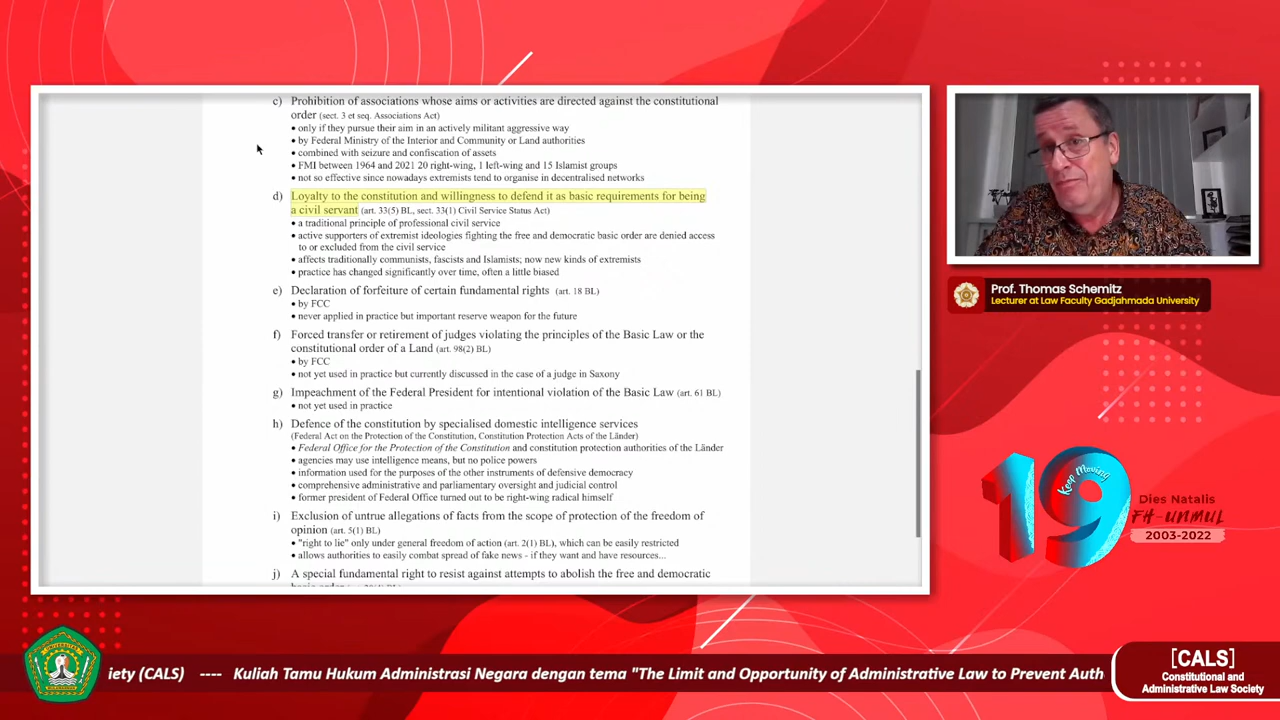 c) Prohibition of associations whose aims or activities are directed against the constitutional
order (sect. 3 et seq. Associations Act)
• only if they pursue their aim in an actively militant aggressive way
• by Federal Ministry of the Interior and Community or Land authorities
• combined with seizure and confiscation of assets
• FMI between 1964 and 2021 20 right-wing, 1 left-wing and 15 Islamist groups
• not so effective since nowadays extremists tend to organise in decentralised networks
d) Loyalty to the constitution and willingness to defend it as basic requirements for being
a civil servant (art. 33(5) BL, sect. 33(1) Civil Service Status Act)
• a traditional principle of professional civil service
• active supporters of extremist ideologies fighting the free and democratic basic order are denied access
to or excluded from the civil service
• affects traditionally communists, fascists and Islamists; now new kinds of extremists
• practice has changed significantly over time, often a little biased
e) Declaration of forfeiture of certain fundamental rights (art. 18 BL)
• by FCC
• never applied in practice but important reserve weapon for the future
f) Forced transfer or retirement of judges violating the principles of the Basic Law or the
constitutional order of a Land (art. 98(2) BL)
• by FCC
• not yet used in practice but currently discussed in the case of a judge in Saxony
g) Impeachment of the Federal President for intentional violation of the Basic Law (art. 61 BL)
• not yet used in practice
h) Defence of the constitution by specialised domestic intelligence services
(Federal Act on the Protection of the Constitution, Constitution Protection Acts of the Länder)
• Federal Office for the Protection of the Constitution and constitution protection authorities of the Länder
• agencies may use intelligence means, but no police powers
• information used for the purposes of the other instruments of defensive democracy
• comprehensive administrative and parliamentary oversight and judicial control
• former president of Federal Office turned out to be right-wing radical himself
i) Exclusion of untrue allegations of facts from the scope of protection of the freedom of
opinion (art. 5(1) BL)
• "right to lie" only under general freedom of action (art. 2(1) BL), which can be easily restricted
• allows authorities to easily combat spread of fake news - if they want and have resources...
j) A special fundamental right to resist against attempts to abolish the free and democratic
Prof. Thomas Schemitz
Lecturer at Law Faculty Gadjahmada University
19
Keep Moving
Dies Natalis
FH-UNMUL
2003-2022
iety (CALS) ---- Kuliah Tamu Hukum Administrasi Negara dengan tema "The Limit and Opportunity of Administrative Law to Prevent Auth
[CALS]
Constitutional and
Administrative Law Society